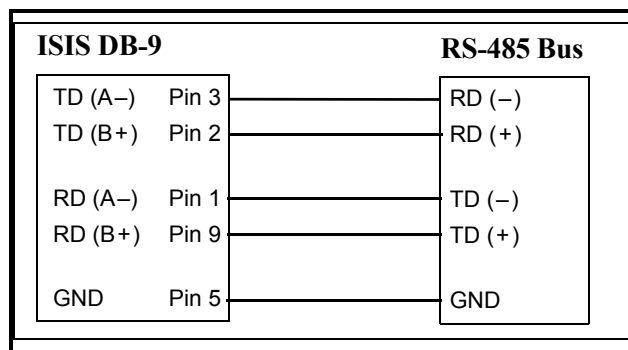 ISIS DB-9 RS-485 Bus
TD (A–) Pin 3 RD (–)
TD (B+) Pin 2 RD (+)
RD (A–) Pin 1 TD (–)
RD (B+) Pin 9 TD (+)
GND Pin 5 GND